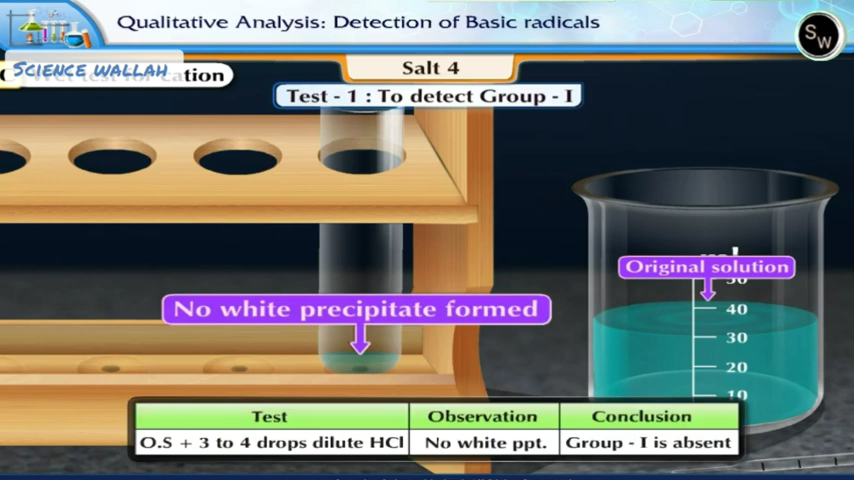 Qualitative Analysis: Detection of Basic radicals
SW
SCIENCE WALLAH
cation
Salt 4
Test - 1 : To detect Group - I
Original solution
50
40
30
20
10
No white precipitate formed
Test Observation Conclusion
O.S + 3 to 4 drops dilute HCl No white ppt. Group - I is absent